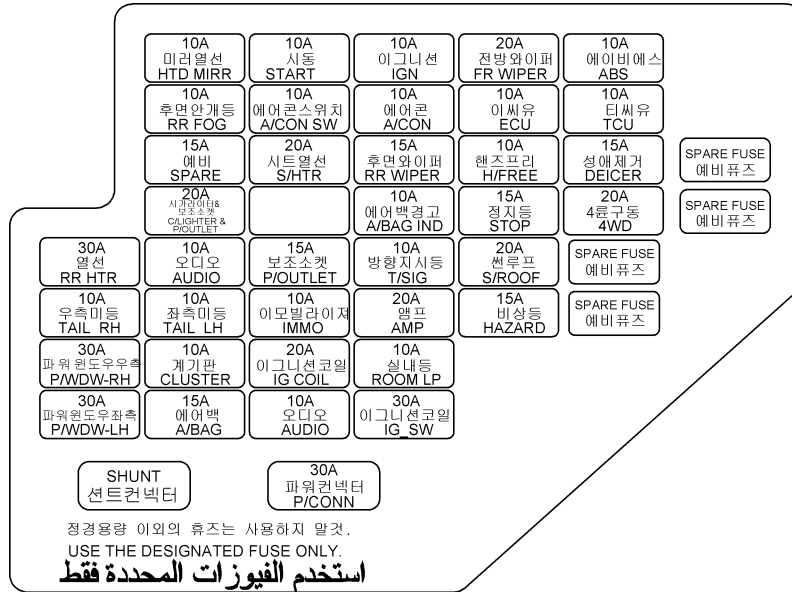 10A
미러열선
HTD MIRR
10A
시동
START
10A
이그니션
IGN
20A
전방와이퍼
FR WIPER
10A
에이비에스
ABS
10A
후면안개등
RR FOG
10A
에어콘스위치
A/CON SW
10A
에어콘
A/CON
10A
이씨유
ECU
10A
티씨유
TCU
15A
예비
SPARE
20A
시트열선
S/HTR
15A
후면와이퍼
RR WIPER
10A
핸즈프리
H/FREE
15A
성애제거
DEICER
SPARE FUSE
예비퓨즈
20A
시가라이터&
보조소켓
C/LIGHTER &
P/OUTLET
10A
에어백경고
A/BAG IND
15A
정지등
STOP
20A
4륜구동
4WD
SPARE FUSE
예비퓨즈
30A
열선
RR HTR
10A
오디오
AUDIO
15A
보조소켓
P/OUTLET
10A
방향지시등
T/SIG
20A
썬루프
S/ROOF
SPARE FUSE
예비퓨즈
10A
우측미등
TAIL RH
10A
좌측미등
TAIL LH
10A
이모빌라이져
IMMO
20A
앰프
AMP
15A
비상등
HAZARD
SPARE FUSE
예비퓨즈
30A
파워윈도우우측
P/WDW-RH
10A
계기판
CLUSTER
20A
이그니션코일
IG COIL
10A
실내등
ROOM LP
30A
파워윈도우좌측
P/WDW-LH
15A
에어백
A/BAG
10A
오디오
AUDIO
30A
이그니션코일
IG_SW
SHUNT
션트컨넥터
30A
파워컨넥터
P/CONN
정경용량 이외의 휴즈는 사용하지 말것.
USE THE DESIGNATED FUSE ONLY.
استخدم الفيوزات المحددة فقط